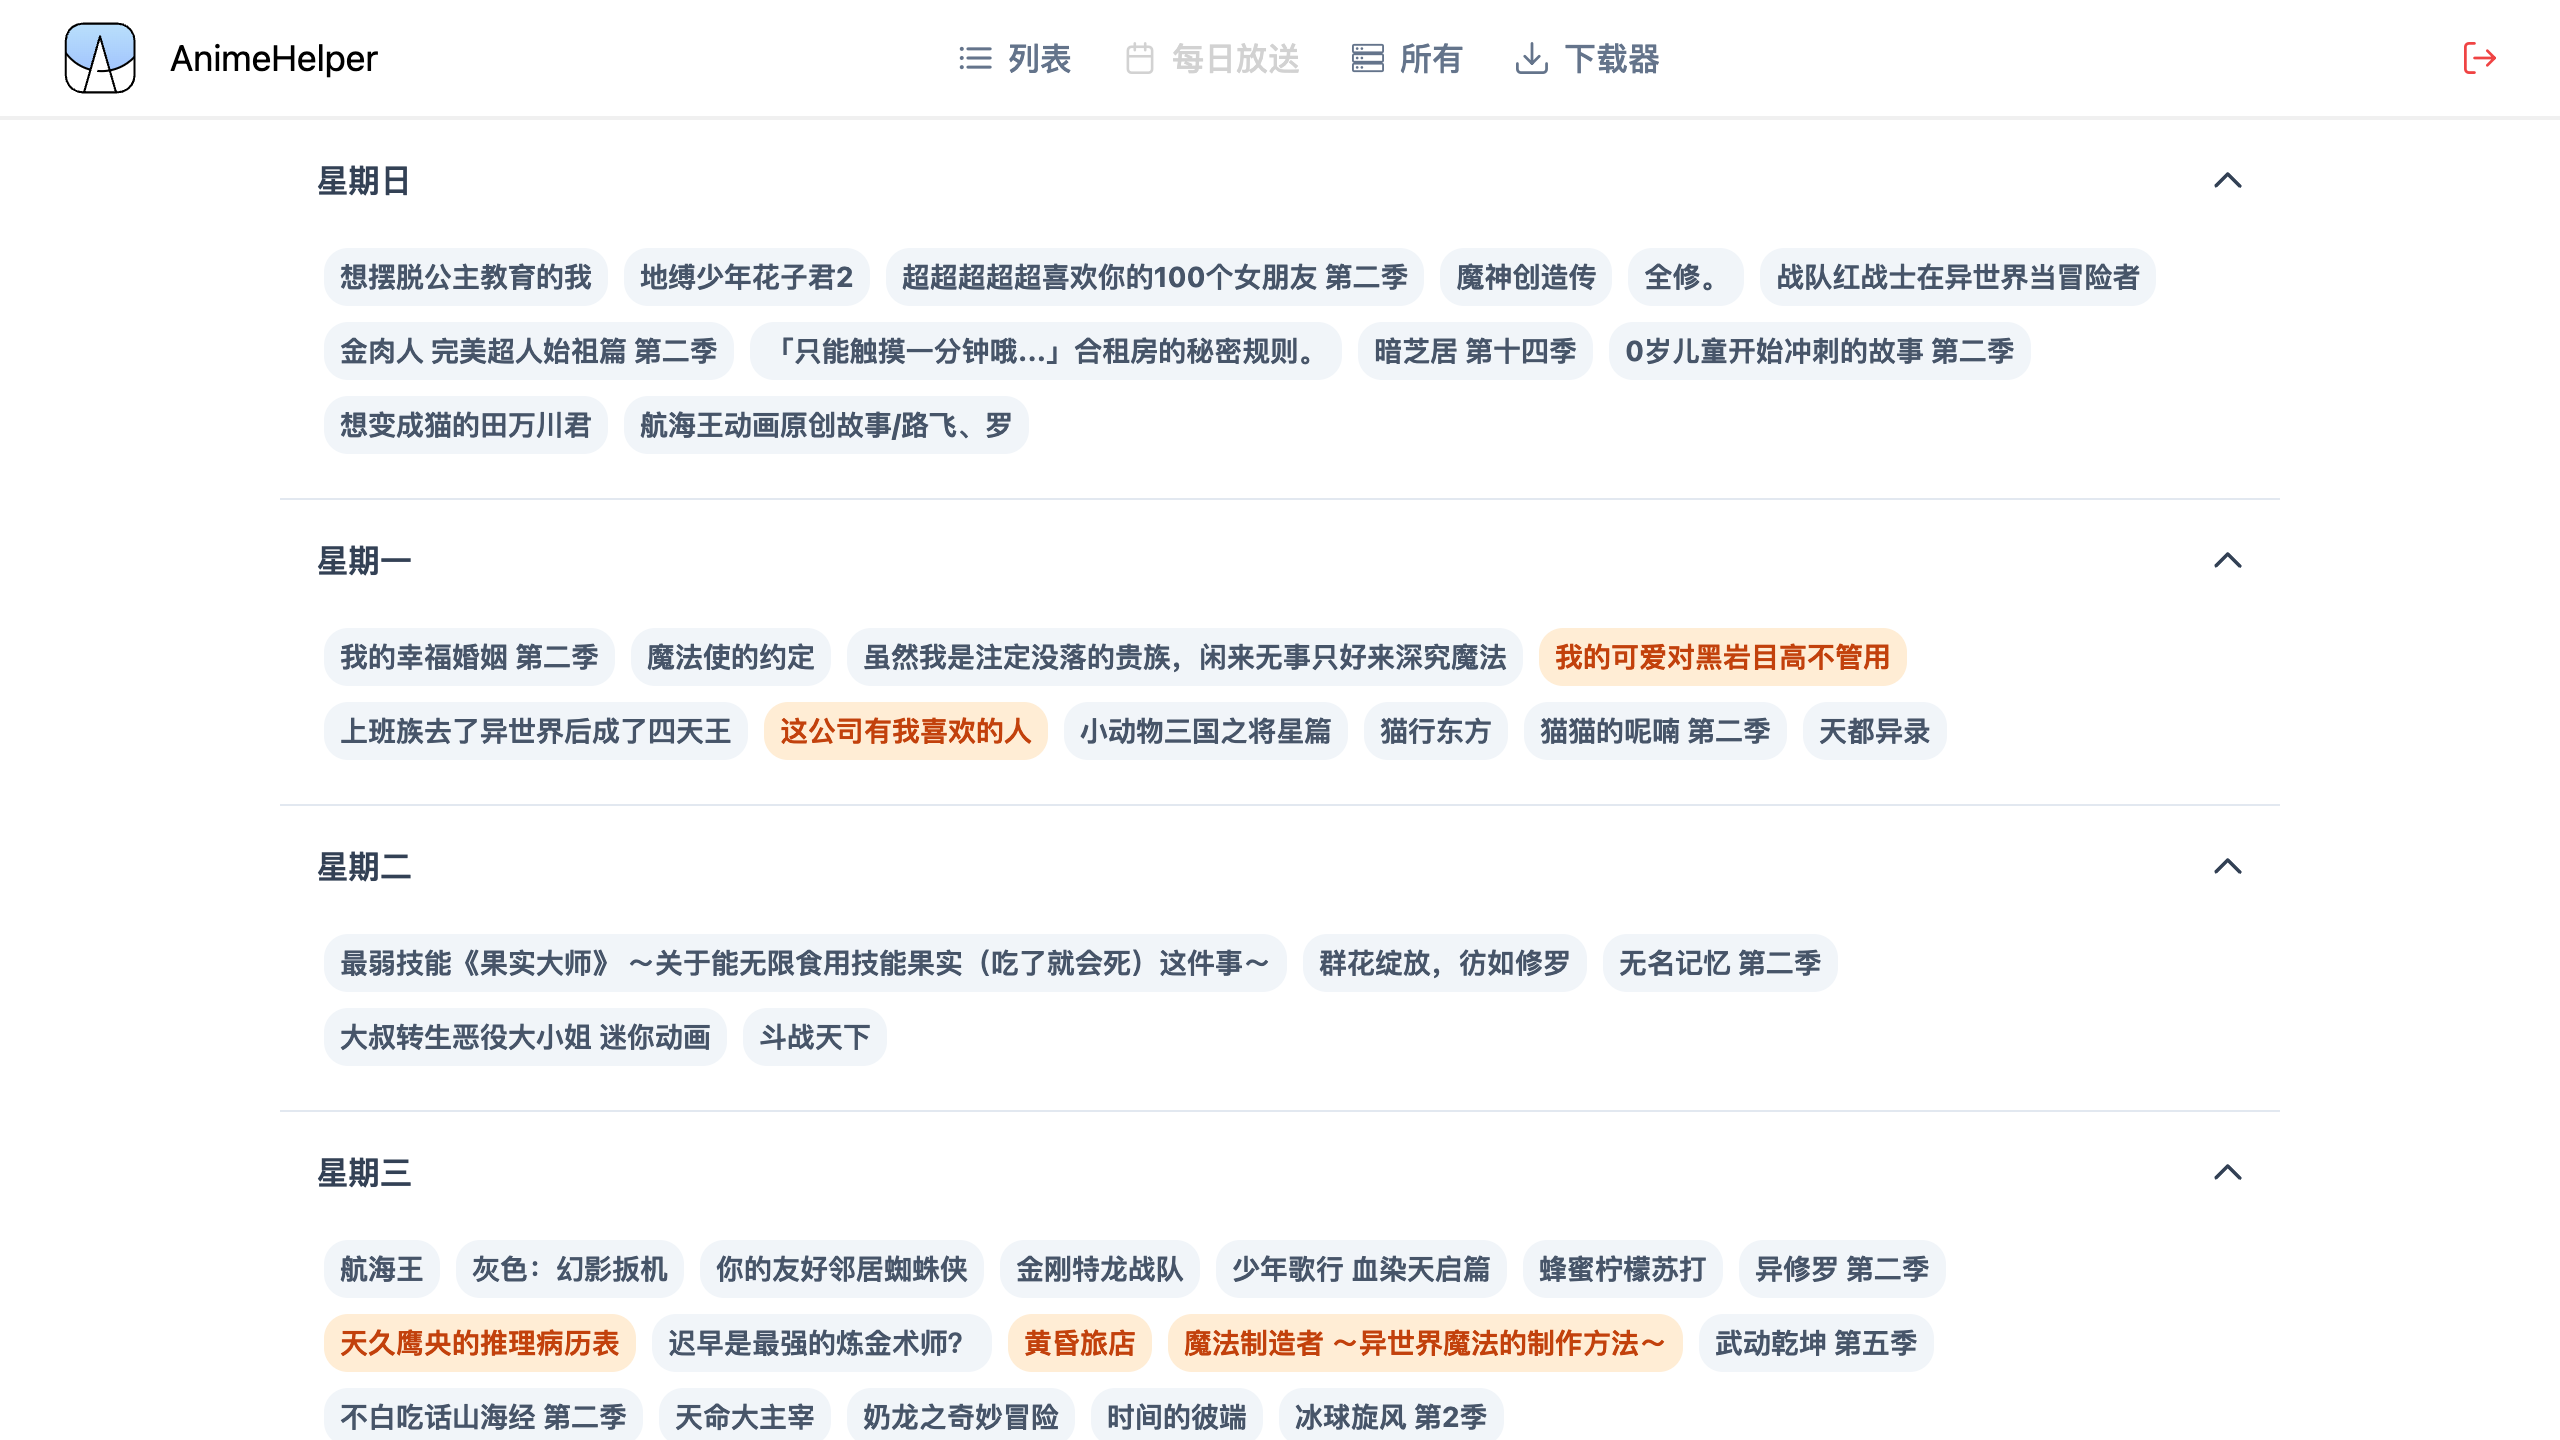 AnimeHelper 列表 每日放送 所有 下载器
星期日
想摆脱公主教育的我 地缚少年花子君2 超超超超超喜欢你的100个女朋友 第二季 魔神创造传 全修。 战队红战士在异世界当冒险者
金肉人 完美超人始祖篇 第二季 「只能触摸一分钟哦...」合租房的秘密规则。 暗芝居 第十四季 0岁儿童开始冲刺的故事 第二季
想变成猫的田万川君 航海王动画原创故事/路飞、罗
星期一
我的幸福婚姻 第二季 魔法使的约定 虽然我是注定没落的贵族，闲来无事只好来深究魔法 我的可爱对黑岩目高不管用
上班族去了异世界后成了四天王 这公司有我喜欢的人 小动物三国之将星篇 猫行东方 猫猫的呢喃 第二季 天都异录
星期二
最弱技能《果实大师》 ～关于能无限食用技能果实（吃了就会死）这件事～ 群花绽放，彷如修罗 无名记忆 第二季
大叔转生恶役大小姐 迷你动画 斗战天下
星期三
航海王 灰色：幻影扳机 你的友好邻居蜘蛛侠 金刚特龙战队 少年歌行 血染天启篇 蜂蜜柠檬苏打 异修罗 第二季
天久鹰央的推理病历表 迟早是最强的炼金术师？ 黄昏旅店 魔法制造者 ～异世界魔法的制作方法～ 武动乾坤 第五季
不白吃话山海经 第二季 天命大主宰 奶龙之奇妙冒险 时间的彼端 冰球旋风 第2季